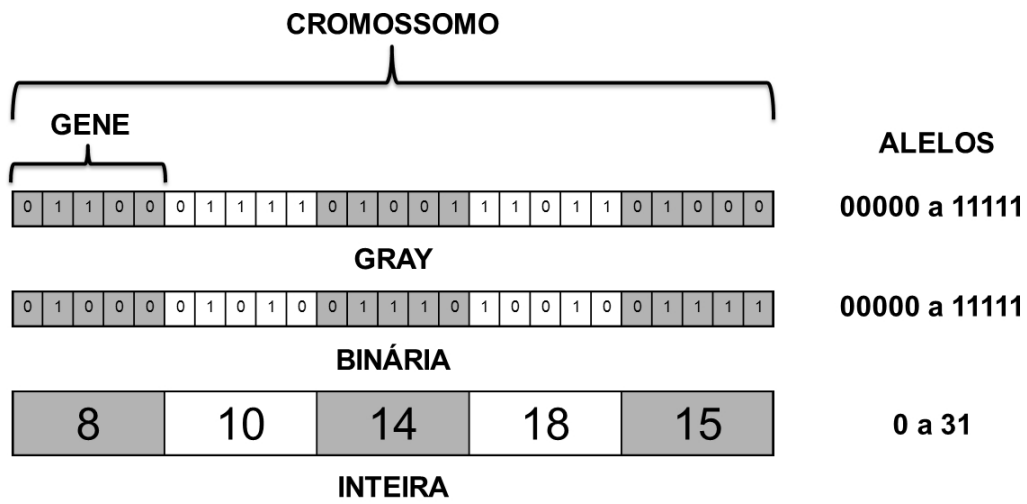 CROMOSSOMO
GENE
ALELOS
0 1 1 0 0 0 1 1 1 1 0 1 0 0 1 1 1 0 1 1 0 1 0 0 0 00000 a 11111
GRAY
0 1 0 0 0 0 1 0 1 0 0 1 1 1 0 1 0 0 1 0 0 1 1 1 1 00000 a 11111
BINÁRIA
8 10 14 18 15 0 a 31
INTEIRA